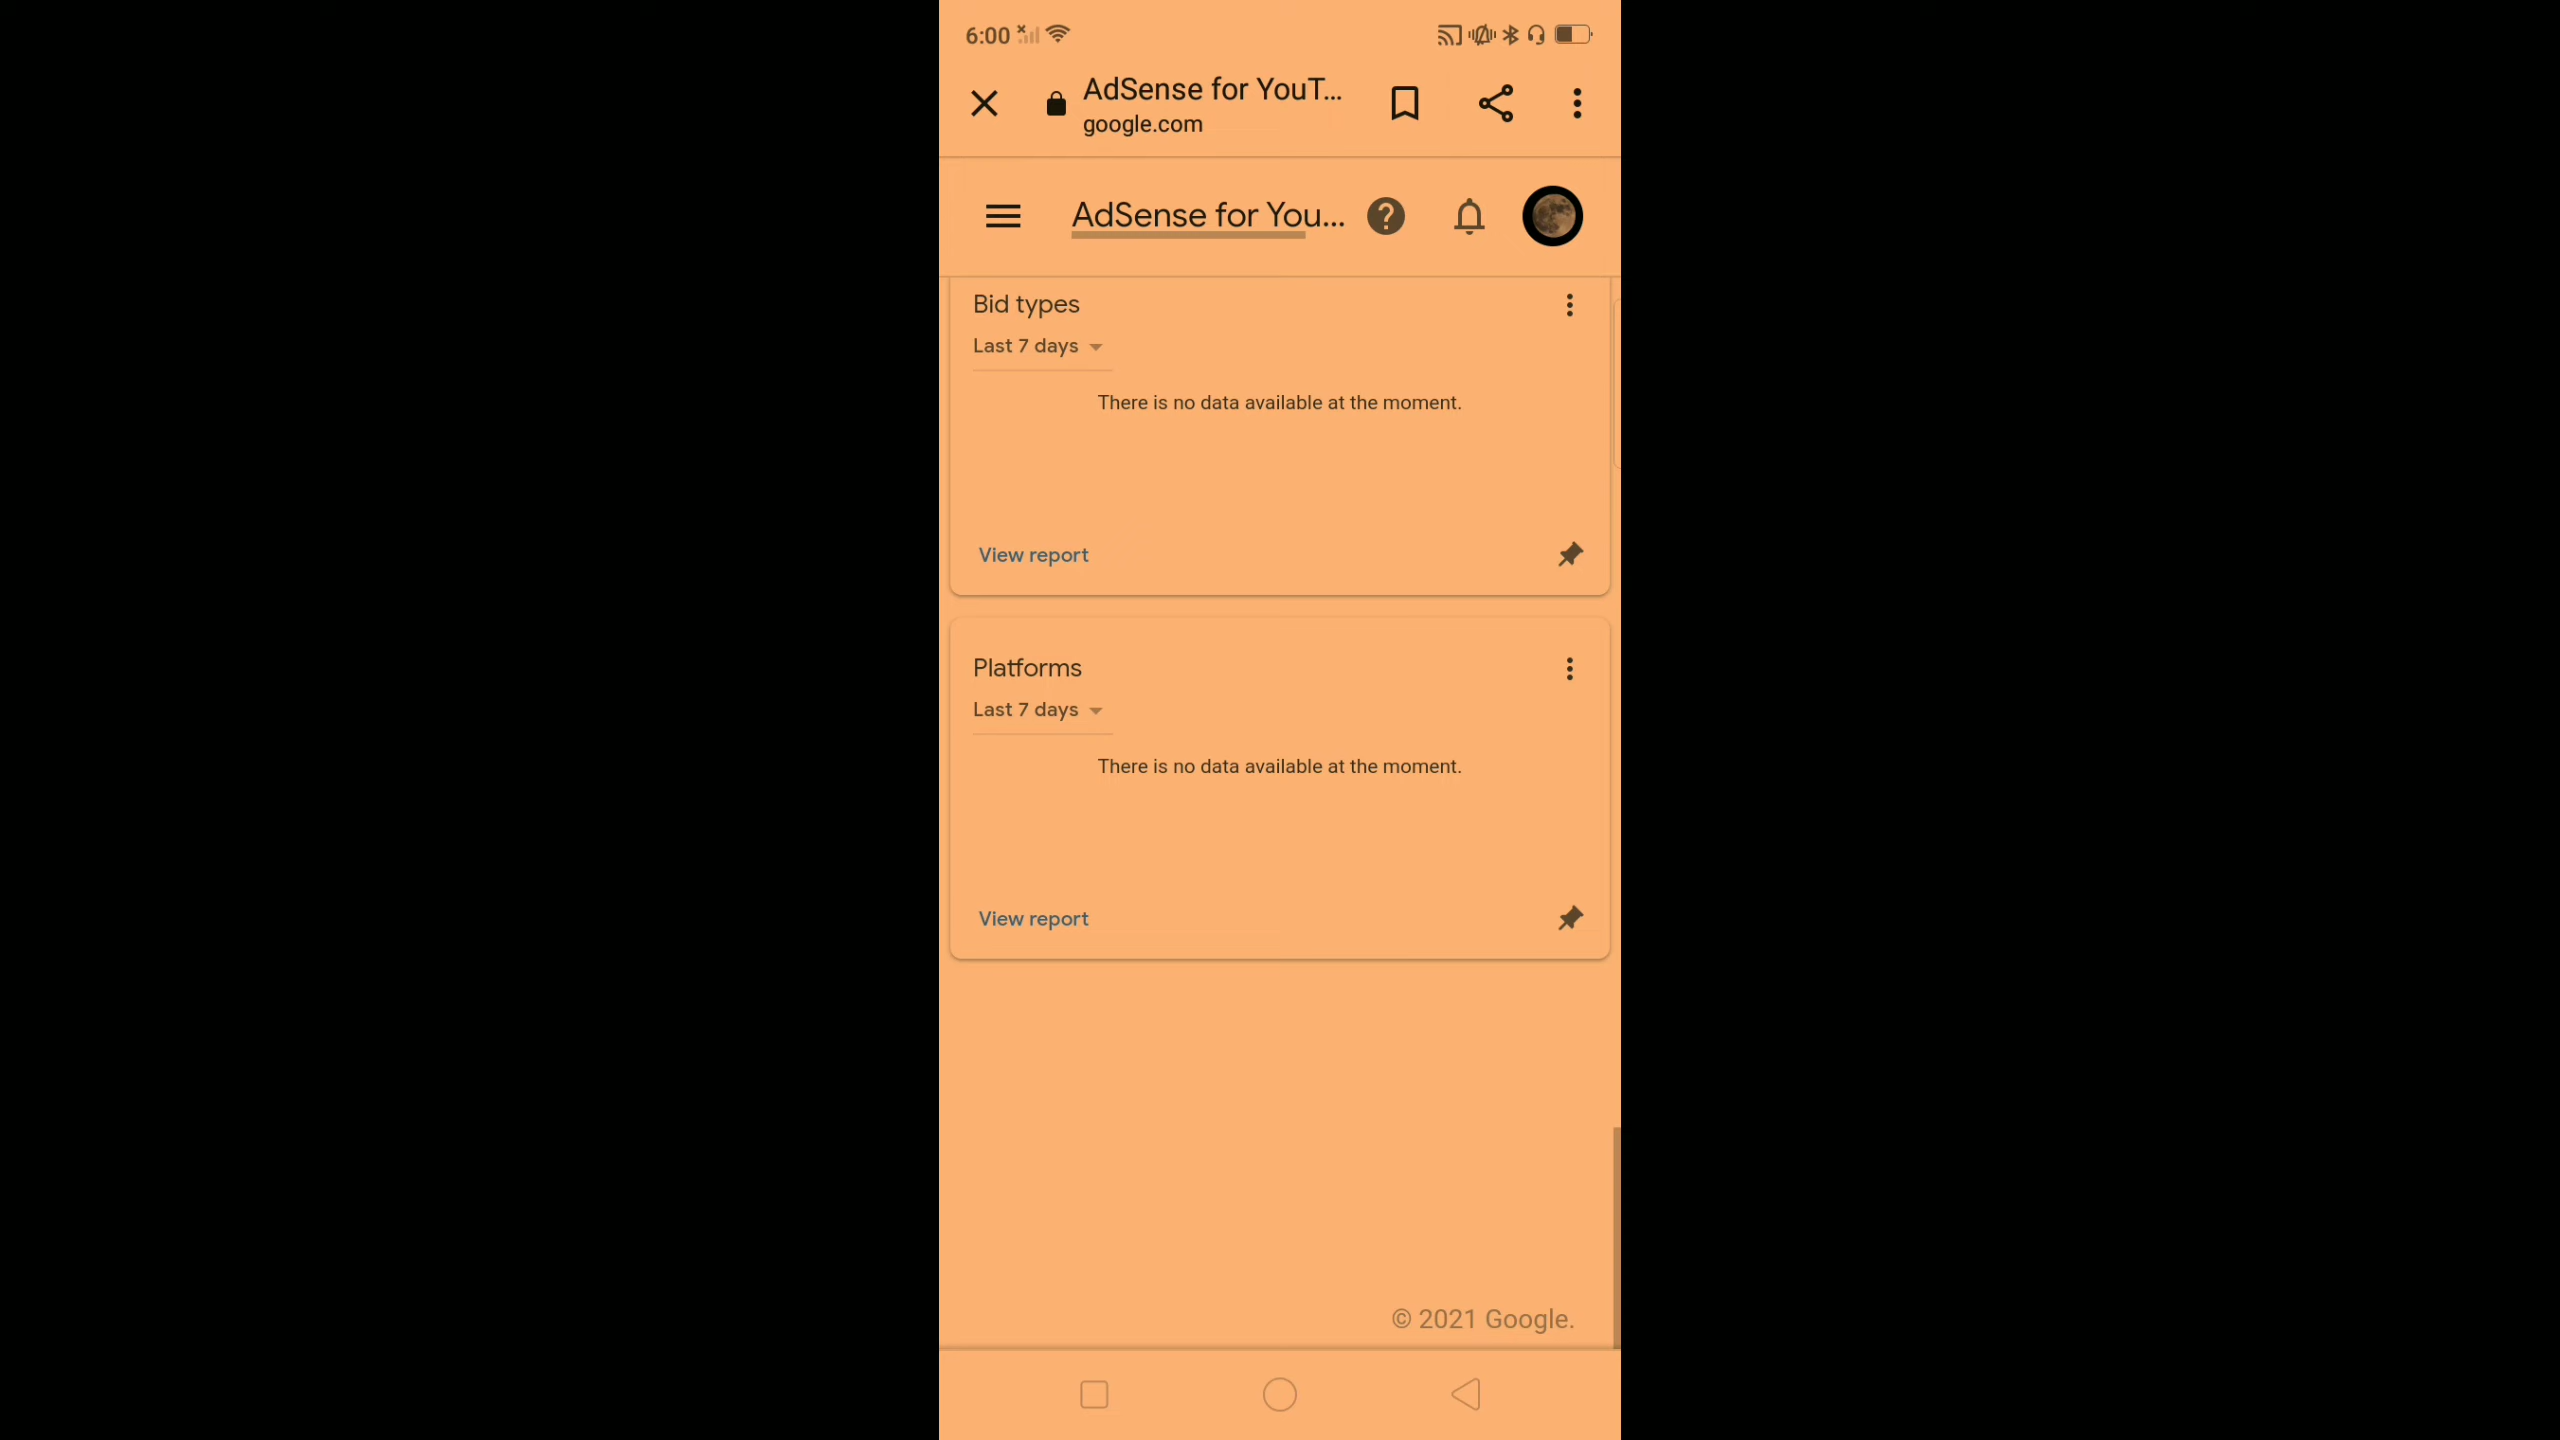 6:00
AdSense for YouT...
google.com
AdSense for You...
Bid types
Last 7 days
There is no data available at the moment.
View report
Platforms
Last 7 days
There is no data available at the moment.
View report
© 2021 Google.